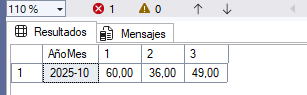 110 % 1 0
Resultados Mensajes
AñoMes 1 2 3
1 2025-10 60,00 36,00 49,00